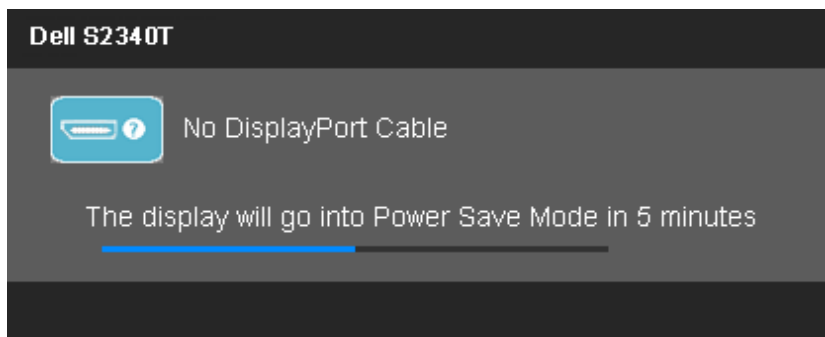 Dell S2340T
No DisplayPort Cable
The display will go into Power Save Mode in 5 minutes